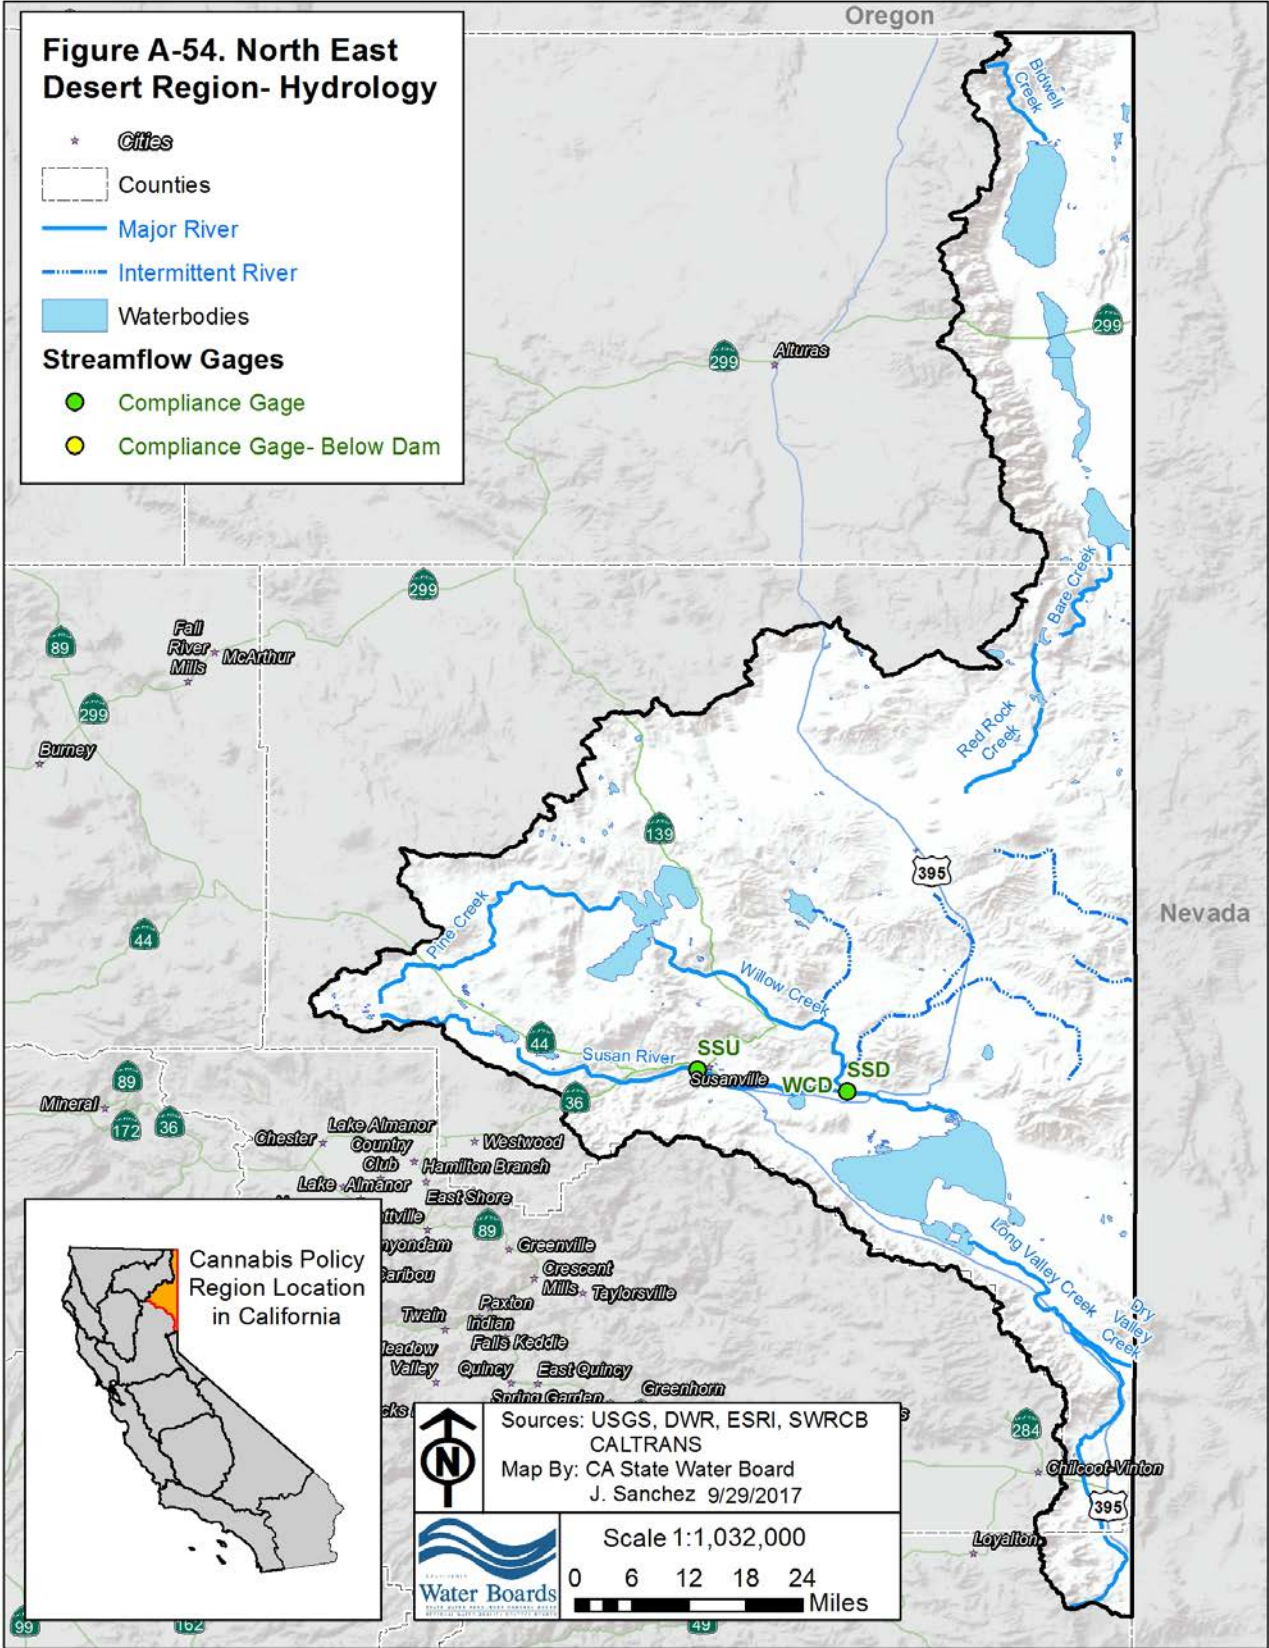 Oregon
Figure A-54. North East
Desert Region- Hydrology
Cities
Counties
Major River
Intermittent River
Waterbodies
Streamflow Gages
Compliance Gage
Compliance Gage- Below Dam
Bidwell
Creek
299
299
Alturas
Bare Creek
299
89
Fall
River
Mills
McArthur
299
Burney
Red Rock
Creek
139
395
Nevada
Pine Creek
44
Willow Creek
44
Susan River
SSU
Susanville
WCD
SSD
36
89
Mineral
172
36
Chester
Lake Almanor
Country
Club
Westwood
Hamilton Branch
Lake Almanor
East Shore
89
Greenville
Crescent
Mills
Taylorsville
Twain
Paxton
Indian
Falls
Keddie
Valley
Quincy
East Quincy
Spring Garden
Greenhorn
Long Valley Creek
Dry
Valley
Creek
284
Chilcoot-Vinton
395
Loyalton
Cannabis Policy
Region Location
in California
N
Sources: USGS, DWR, ESRI, SWRCB
CALTRANS
Map By: CA State Water Board
J. Sanchez 9/29/2017
Water Boards
Scale 1:1,032,000
0 6 12 18 24
Miles
99
162
49